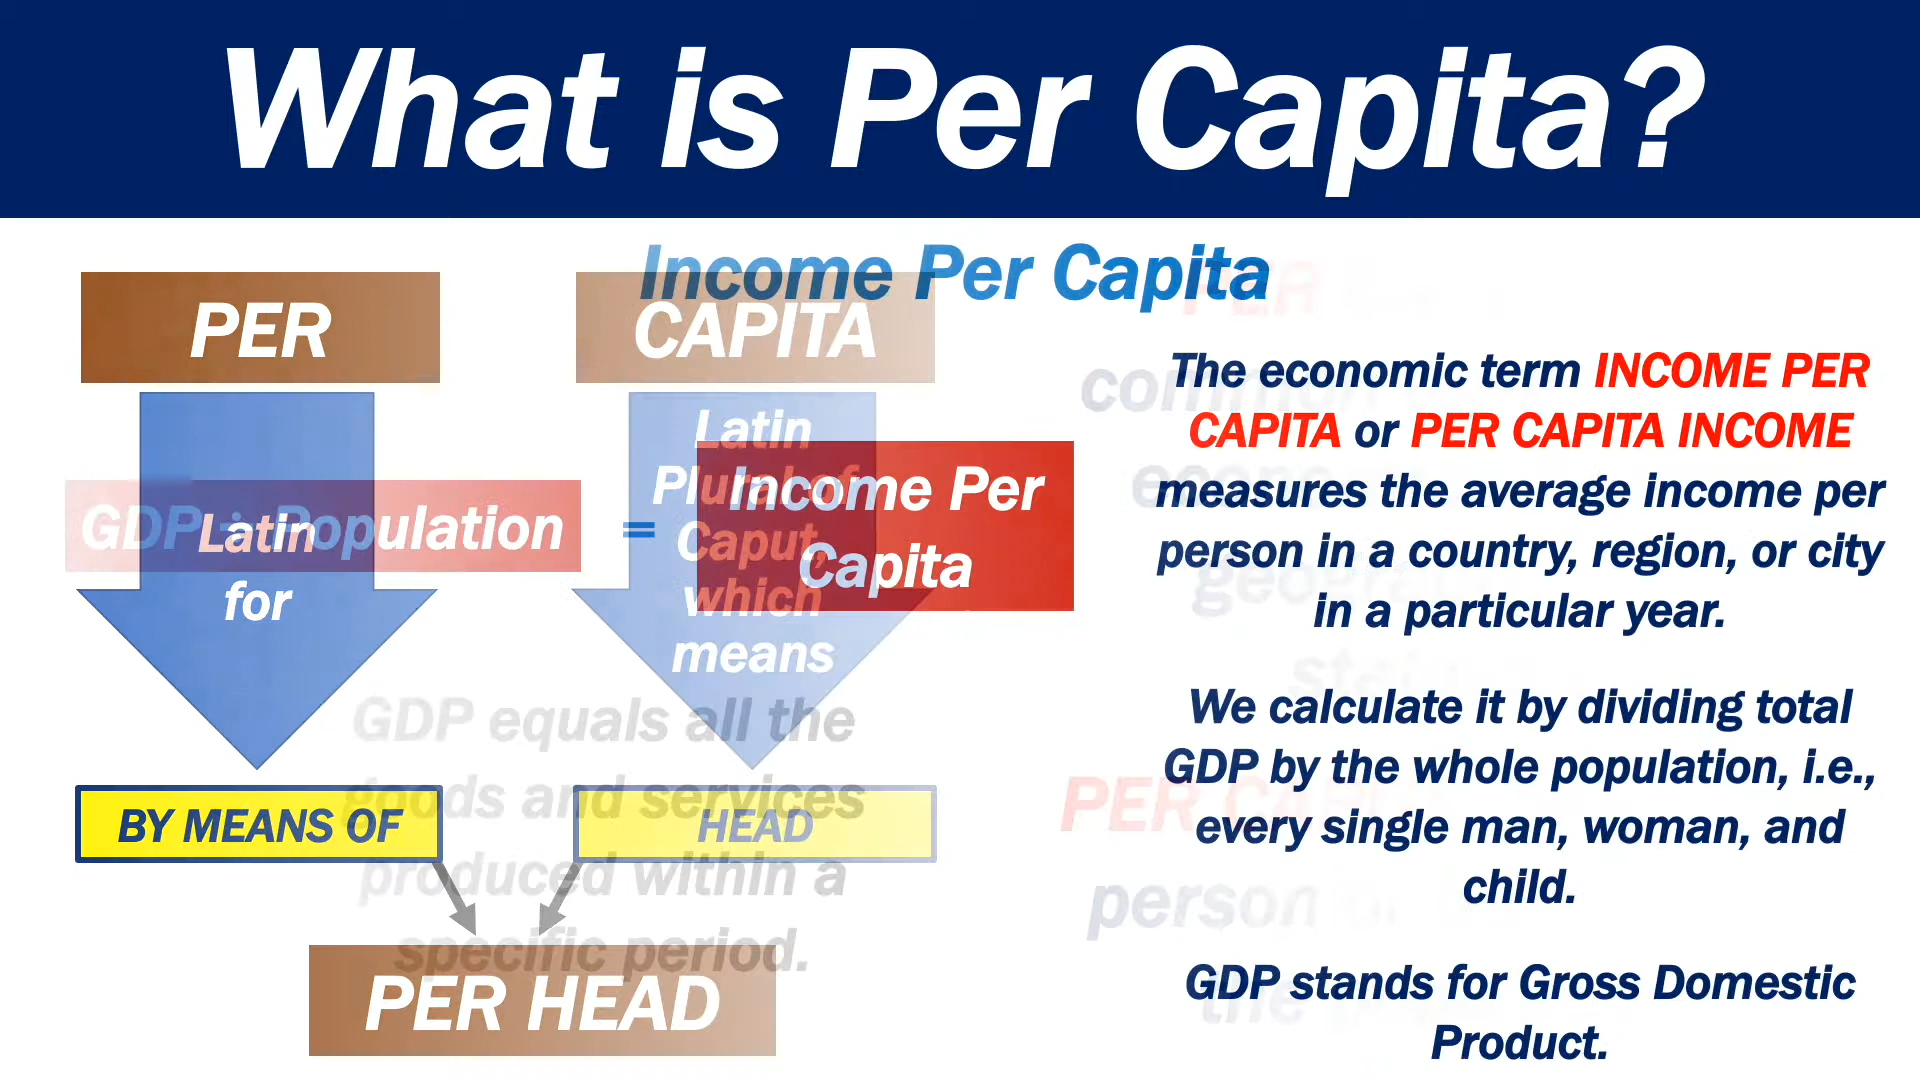 What is Per Capita?
Income Per Capita
PER
CAPITA
Latin
for
Latin
Plural of
Caput,
which
means
GDP ÷ Population
=
Income Per
Capita
BY MEANS OF
HEAD
PER HEAD
GDP equals all the
goods and services
produced within a
specific period.
The economic term INCOME PER
CAPITA or PER CAPITA INCOME
measures the average income per
person in a country, region, or city
in a particular year.
We calculate it by dividing total
GDP by the whole population, i.e.,
every single man, woman, and
child.
GDP stands for Gross Domestic
Product.
PER
PER
person
the